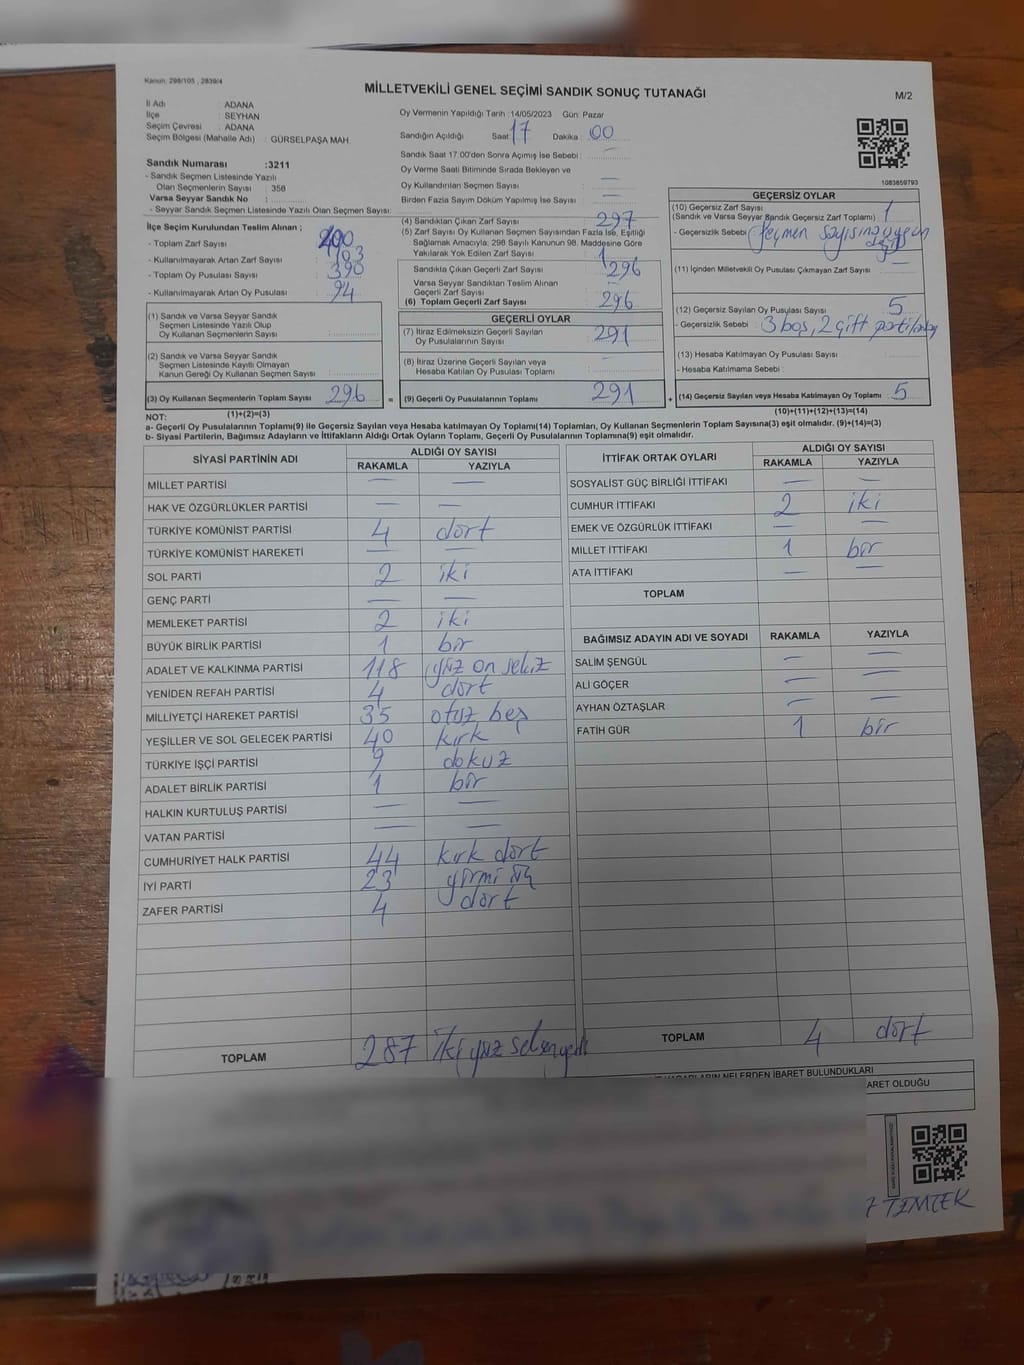 Kanun: 298/105 , 2839/4
MİLLETVEKİLİ GENEL SEÇİMİ SANDIK SONUÇ TUTANAĞI
M/2
İl Adı : ADANA
İlçe : SEYHAN
Seçim Çevresi : ADANA
Seçim Bölgesi (Mahalle Adı) : GÜRSELPAŞA MAH.
Sandık Numarası :3211
- Sandık Seçmen Listesinde Yazılı
Olan Seçmenlerin Sayısı : 358
Varsa Seyyar Sandık No :
- Seyyar Sandık Seçmen Listesinde Yazılı Olan Seçmen Sayısı:
Oy Vermenin Yapıldığı Tarih :14/05/2023 Gün: Pazar
Sandığın Açıldığı Saat: 17 Dakika : 00
Sandık Saat 17:00'den Sonra Açımış İse Sebebi : —
Oy Verme Saati Bitiminde Sırada Bekleyen ve
Oy Kullandırılan Seçmen Sayısı : —
Birden Fazla Sayım Döküm Yapılmış İse Sayısı : —
1083859793
İlçe Seçim Kurulundan Teslim Alınan ;
- Toplam Zarf Sayısı :
- Kullanılmayarak Artan Zarf Sayısı : 103
- Toplam Oy Pusulası Sayısı : 390
- Kullanılmayarak Artan Oy Pusulası : 94
(1) Sandık ve Varsa Seyyar Sandık
Seçmen Listesinde Yazılı Olup
Oy Kullanan Seçmenlerin Sayısı :
(2) Sandık ve Varsa Seyyar Sandık
Seçmen Listesinde Kayıtlı Olmayan
Kanun Gereği Oy Kullanan Seçmen Sayısı :
(3) Oy Kullanan Seçmenlerin Toplam Sayısı : 296
(1)+(2)=(3)
(4) Sandıktan Çıkan Zarf Sayısı : 297
(5) Zarf Sayısı Oy Kullanan Seçmen Sayısından Fazla İse, Eşitliği
Sağlamak Amacıyla; 298 Sayılı Kanunun 98. Maddesine Göre
Yakılarak Yok Edilen Zarf Sayısı : 1
Sandıkta Çıkan Geçerli Zarf Sayısı : 296
Varsa Seyyar Sandıktan Teslim Alınan
Geçerli Zarf Sayısı :
(6) Toplam Geçerli Zarf Sayısı : 296
GEÇERLİ OYLAR
(7) İtiraz Edilmeksizin Geçerli Sayılan
Oy Pusulalarının Sayısı : 291
(8) İtiraz Üzerine Geçerli Sayılan veya
Hesaba Katılan Oy Pusulası Toplamı : —
= (9) Geçerli Oy Pusulalarının Toplamı : 291
GEÇERSİZ OYLAR
(10) Geçersiz Zarf Sayısı
(Sandık ve Varsa Seyyar Sandık Geçersiz Zarf Toplamı) : 1
- Geçersizlik Sebebi : Seçmen sayısına uygun değil
(11) İçinden Milletvekili Oy Pusulası Çıkmayan Zarf Sayısı : —
(12) Geçersiz Sayılan Oy Pusulası Sayısı : 5
- Geçersizlik Sebebi : 3 boş, 2 çift
(13) Hesaba Katılmayan Oy Pusulası Sayısı :
- Hesaba Katılmama Sebebi :
+ (14) Geçersiz Sayılan veya Hesaba Katılmayan Oy Toplamı : 5
(10)+(11)+(12)+(13)=(14)
NOT:
a- Geçerli Oy Pusulalarının Toplamı(9) ile Geçersiz Sayılan veya Hesaba katılmayan Oy Toplamı(14) Toplamları, Oy Kullanan Seçmenlerin Toplam Sayısına(3) eşit olmalıdır. (9)+(14)=(3)
b- Siyasi Partilerin, Bağımsız Adayların ve İttifakların Aldığı Ortak Oyların Toplamı, Geçerli Oy Pusulalarının Toplamına(9) eşit olmalıdır.
SİYASİ PARTİNİN ADI ALDIĞI OY SAYISI
RAKAMLA YAZIYLA
MİLLET PARTİSİ — —
HAK VE ÖZGÜRLÜKLER PARTİSİ — —
TÜRKİYE KOMÜNİST PARTİSİ 4 dört
TÜRKİYE KOMÜNİST HAREKETİ — —
SOL PARTİ 2 iki
GENÇ PARTİ — —
MEMLEKET PARTİSİ 2 iki
BÜYÜK BİRLİK PARTİSİ 1 bir
ADALET VE KALKINMA PARTİSİ 118 yüz on sekiz
YENİDEN REFAH PARTİSİ 4 dört
MİLLİYETÇİ HAREKET PARTİSİ 35 otuz beş
YEŞİLLER VE SOL GELECEK PARTİSİ 40 kırk
TÜRKİYE İŞÇİ PARTİSİ 9 dokuz
ADALET BİRLİK PARTİSİ 1 bir
HALKIN KURTULUŞ PARTİSİ — —
VATAN PARTİSİ — —
CUMHURİYET HALK PARTİSİ 44 kırk dört
İYİ PARTİ 23 yirmi üç
ZAFER PARTİSİ 4 dört
TOPLAM 287 iki yüz seksen yedi
İTTİFAK ORTAK OYLARI ALDIĞI OY SAYISI
RAKAMLA YAZIYLA
SOSYALİST GÜÇ BİRLİĞİ İTTİFAKI — —
CUMHUR İTTİFAKI 2 iki
EMEK VE ÖZGÜRLÜK İTTİFAKI — —
MİLLET İTTİFAKI 1 bir
ATA İTTİFAKI — —
TOPLAM
BAĞIMSIZ ADAYIN ADI VE SOYADI RAKAMLA YAZIYLA
SALİM ŞENGÜL — —
ALİ GÖÇER — —
AYHAN ÖZTAŞLAR — —
FATİH GÜR 1 bir
TOPLAM 4 dört
NELERDEN İBARET BULUNDUKLARI
ARET OLDUĞU